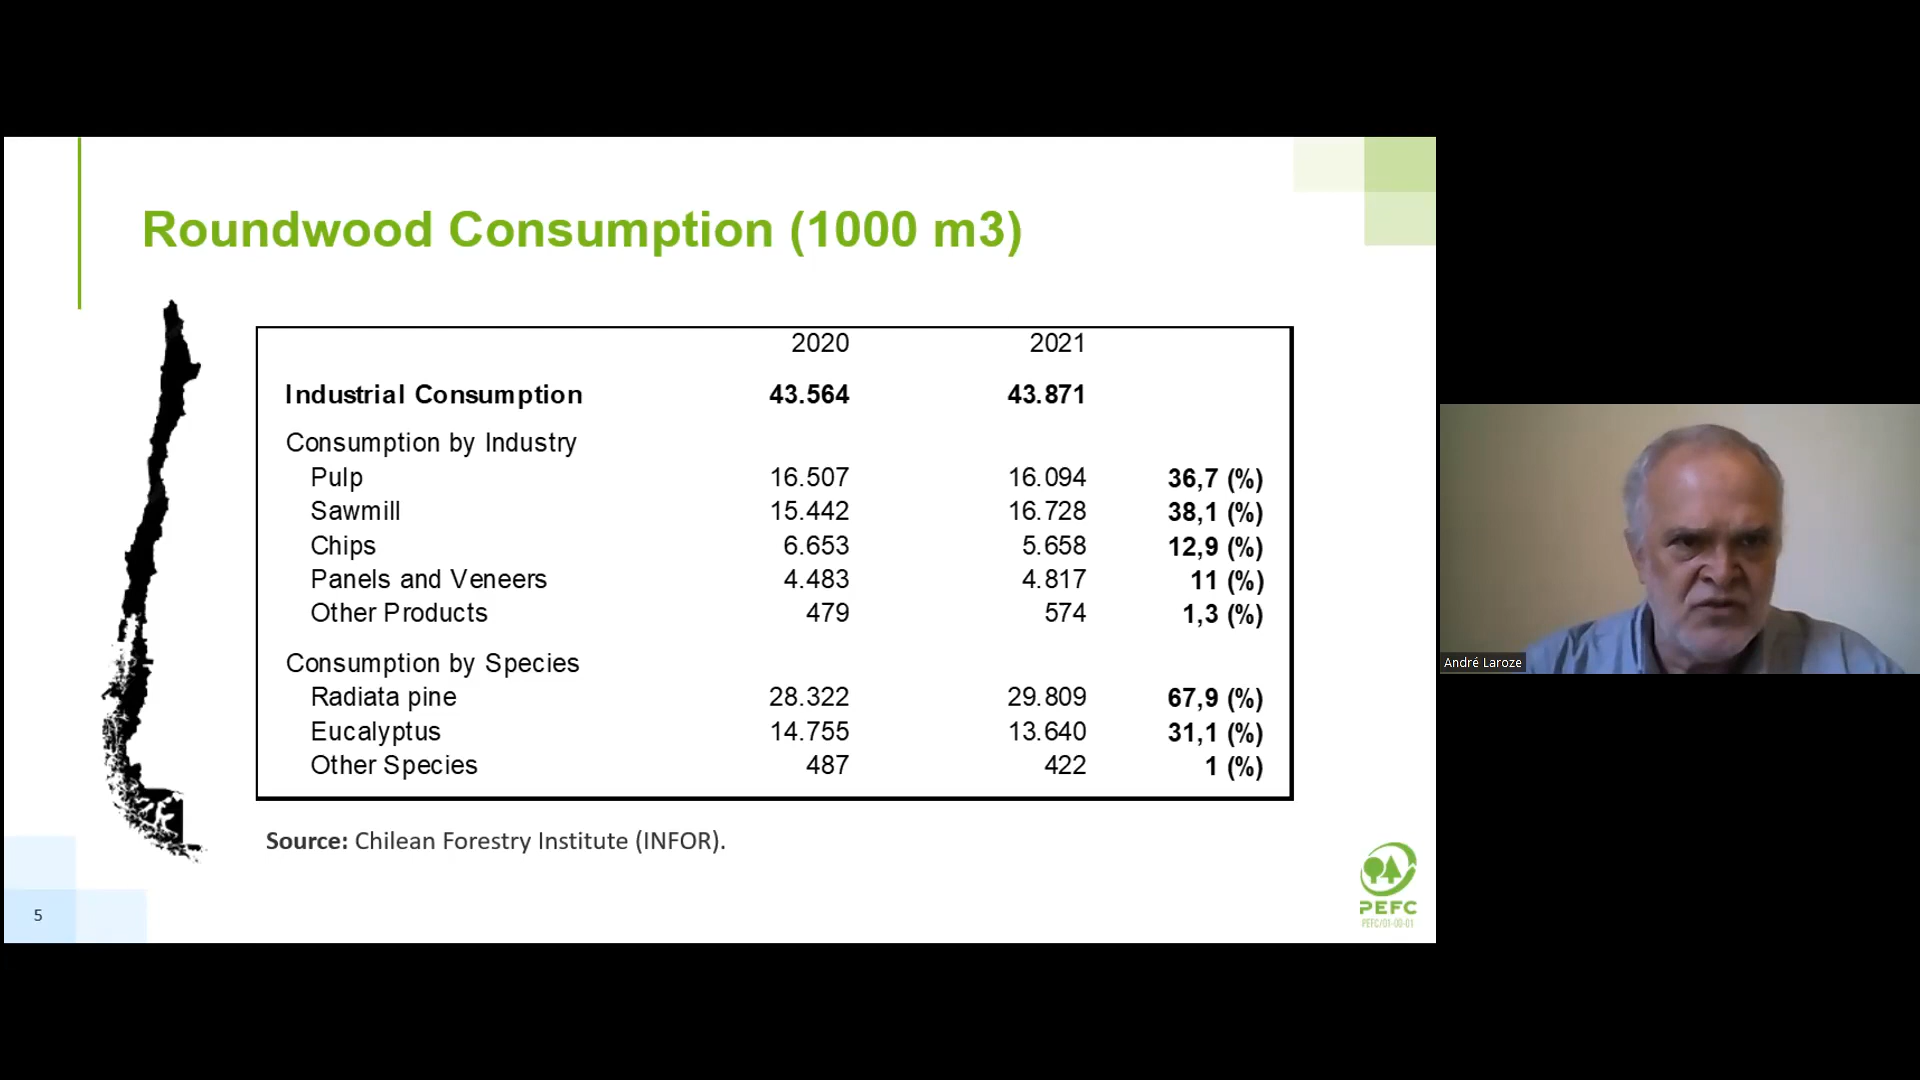 Roundwood Consumption (1000 m3)
2020 2021
Industrial Consumption 43.564 43.871
Consumption by Industry
Pulp 16.507 16.094 36,7 (%)
Sawmill 15.442 16.728 38,1 (%)
Chips 6.653 5.658 12,9 (%)
Panels and Veneers 4.483 4.817 11 (%)
Other Products 479 574 1,3 (%)
Consumption by Species
Radiata pine 28.322 29.809 67,9 (%)
Eucalyptus 14.755 13.640 31,1 (%)
Other Species 487 422 1 (%)
Source: Chilean Forestry Institute (INFOR).
5
PEFC
PEFC/01-00-01
André Laroze